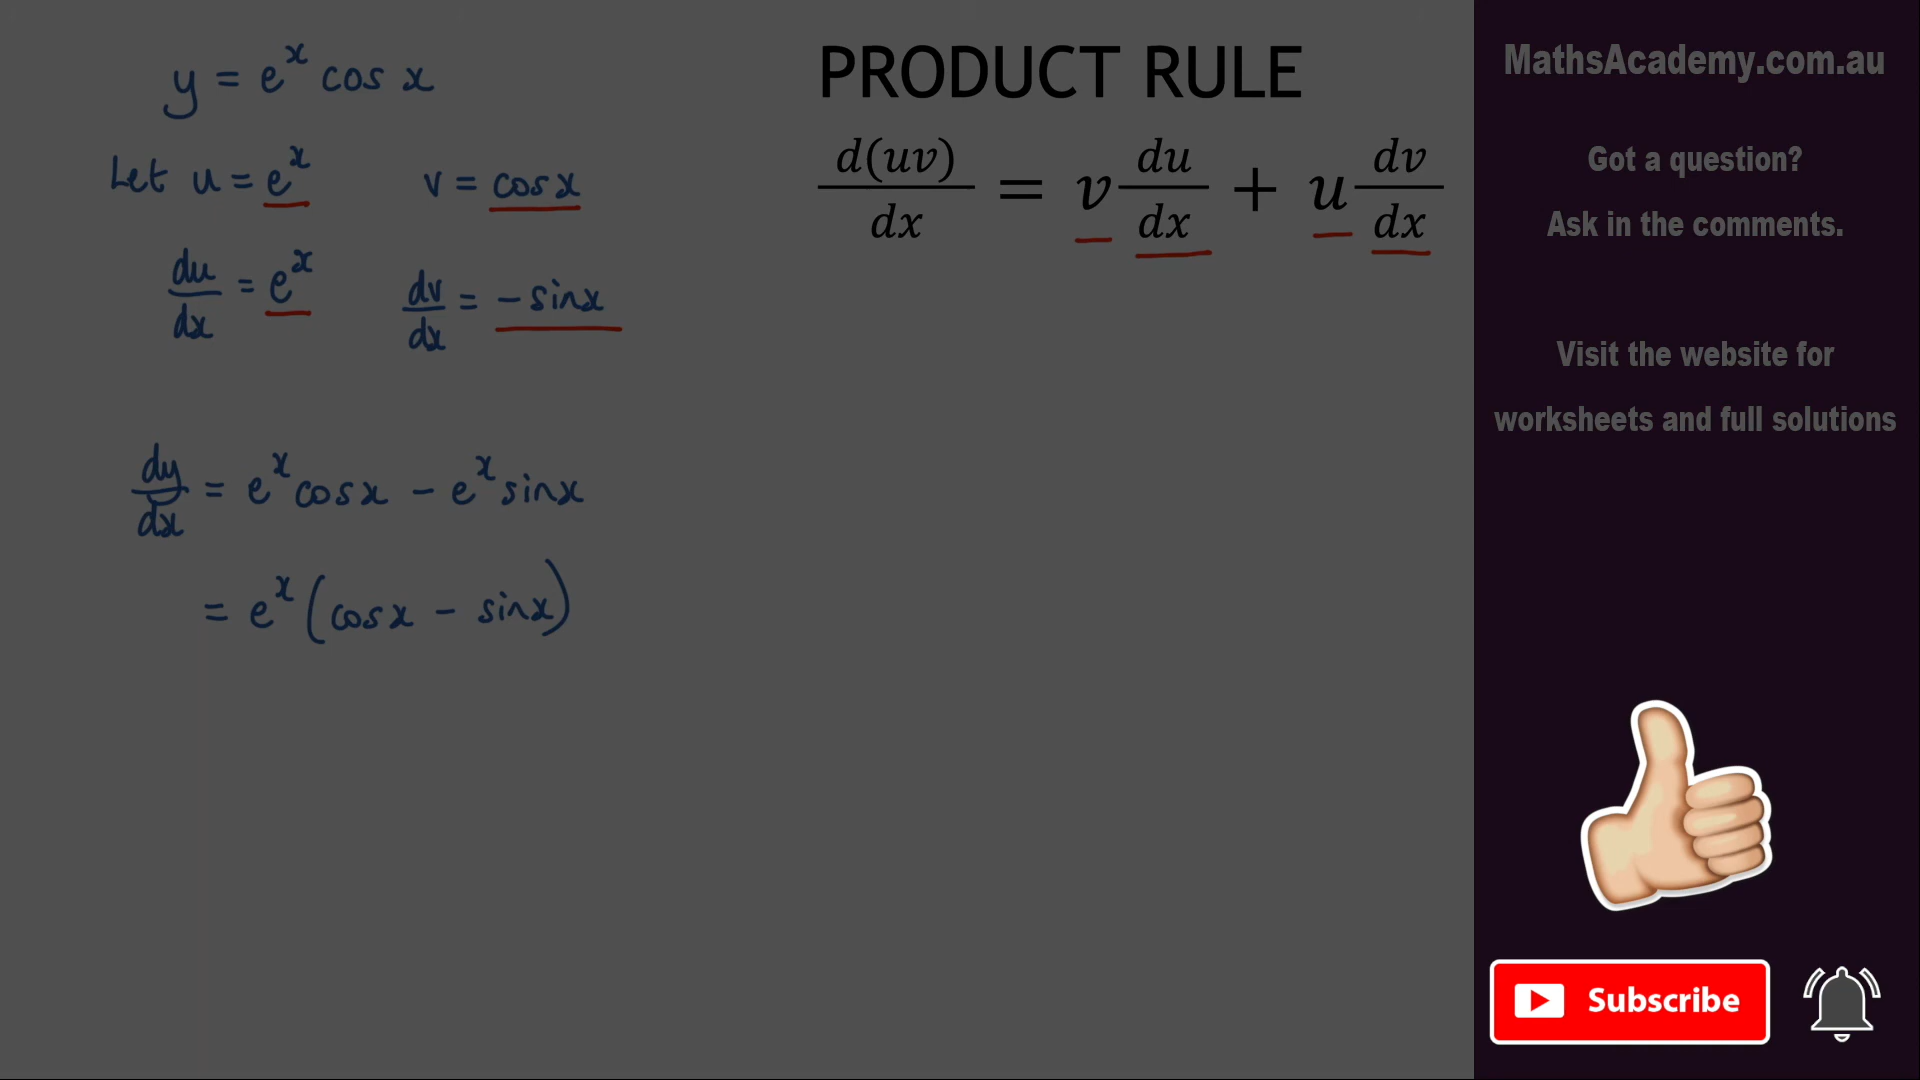 y = e^x cos x
Let u = e^x v = cos x
du/dx = e^x dv/dx = - sin x
dy/dx = e^x cos x - e^x sin x
= e^x (cos x - sin x)
PRODUCT RULE
d(uv)/dx = v du/dx + u dv/dx
MathsAcademy.com.au
Got a question?
Ask in the comments.
Visit the website for
worksheets and full solutions
Subscribe